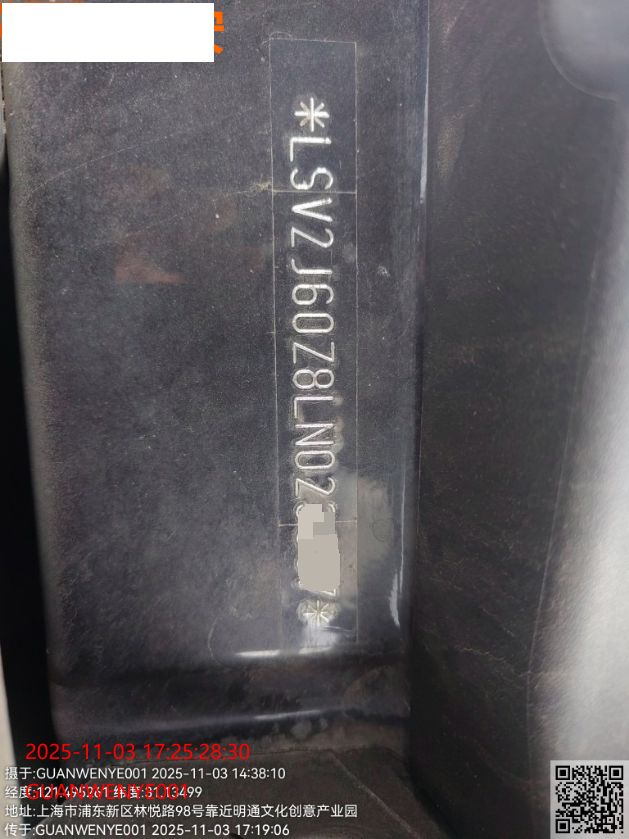 *LSV2J60Z8LN02
*
2025-11-03 17:25:28:30
摄于:GUANWENYE001 2025-11-03 14:38:10
GUANWENYE001
地址:上海市浦东新区林悦路98号靠近明通文化创意产业园
传于:GUANWENYE001 2025-11-03 17:19:06